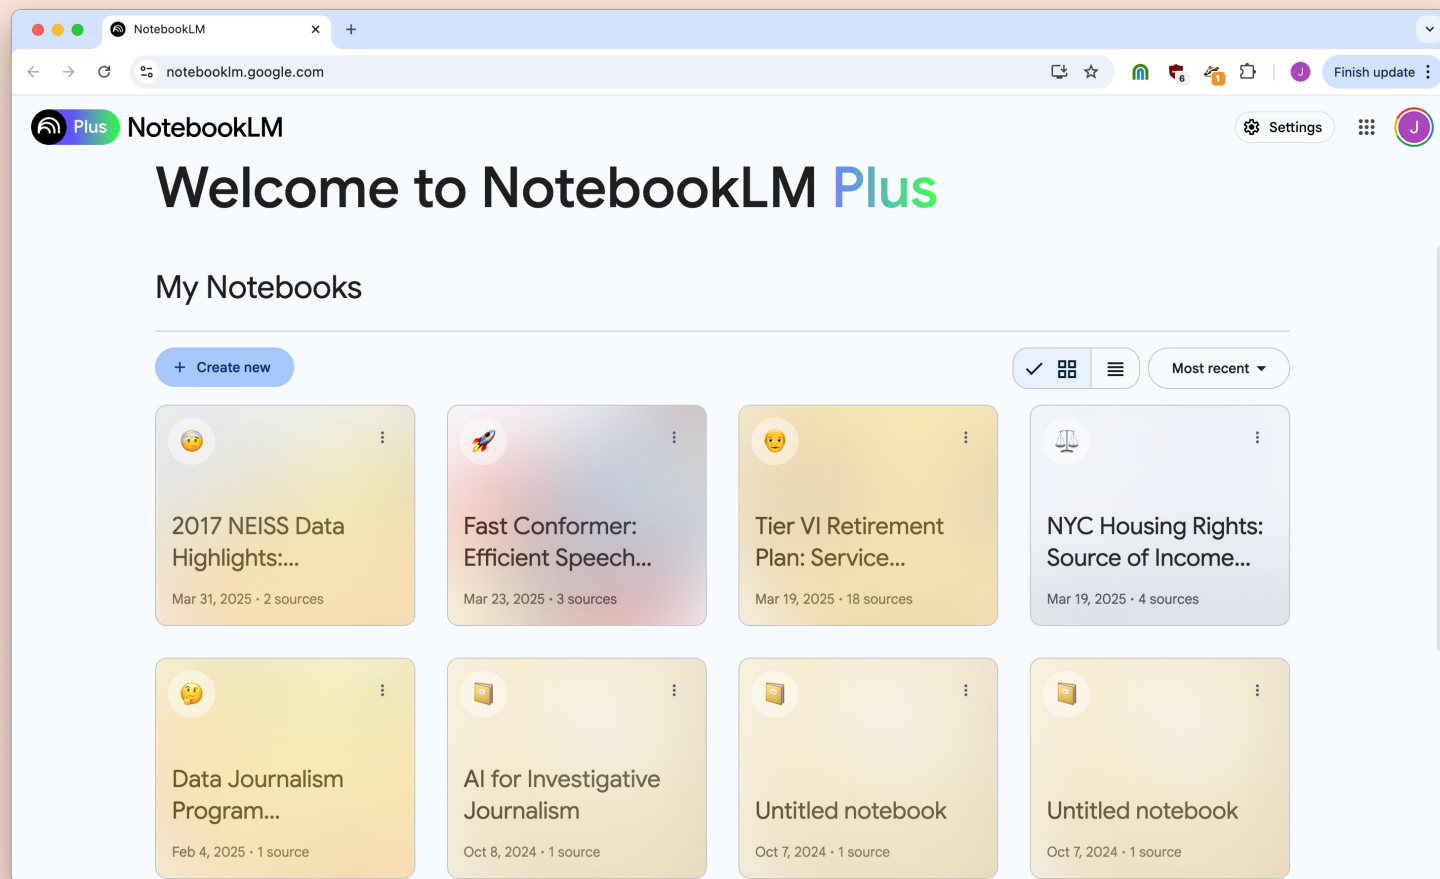 NotebookLM
notebooklm.google.com
6
1
J
Finish update
Plus NotebookLM
Settings
J
Welcome to NotebookLM Plus
My Notebooks
+ Create new
Most recent
2017 NEISS Data
Highlights:...
Mar 31, 2025 • 2 sources
Fast Conformer:
Efficient Speech...
Mar 23, 2025 • 3 sources
Tier VI Retirement
Plan: Service...
Mar 19, 2025 • 18 sources
NYC Housing Rights:
Source of Income...
Mar 19, 2025 • 4 sources
Data Journalism
Program...
Feb 4, 2025 • 1 source
AI for Investigative
Journalism
Oct 8, 2024 • 1 source
Untitled notebook
Oct 7, 2024 • 1 source
Untitled notebook
Oct 7, 2024 • 1 source